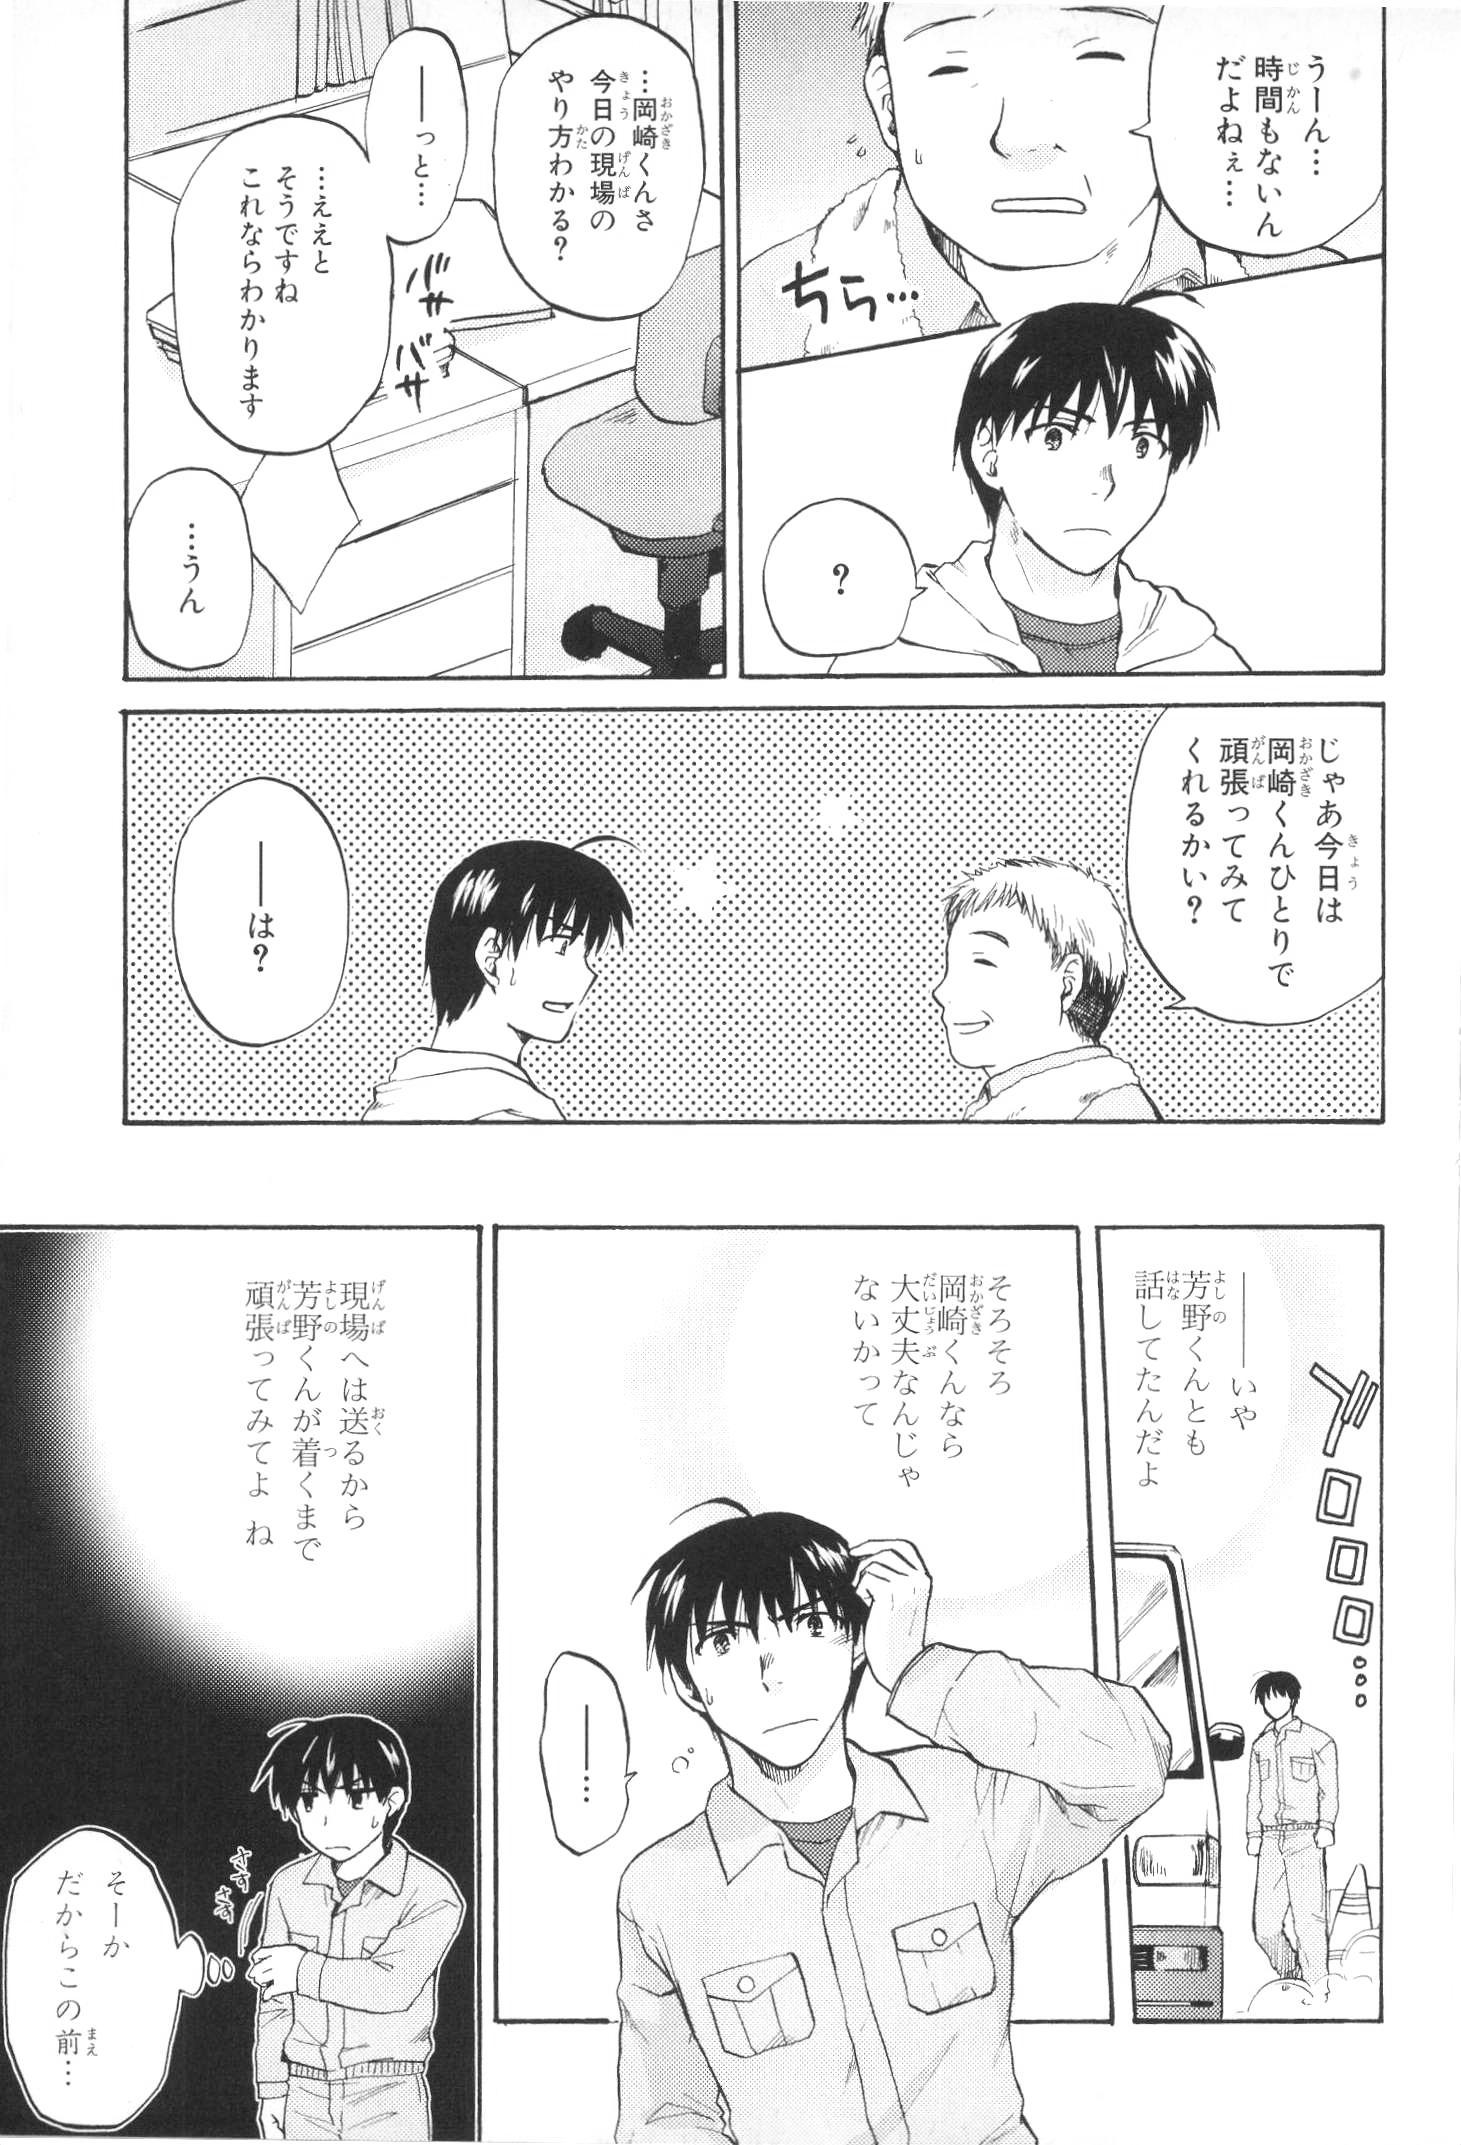 うーん…
時間もないん
だよねぇ…
ちら…
？
…岡崎くんさ
今日の現場の
やり方わかる？
――っと…
バサ
バサ
…ええと
そうですね
これならわかります
…うん
じゃあ今日は
岡崎くんひとりで
頑張ってみて
くれるかい？
――は？
――いや
芳野くんとも
話してたんだよ
ブロロロロ…
そろそろ
岡崎くんなら
大丈夫なんじゃ
ないかって
――…
現場へは送るから
芳野くんが着くまで
頑張ってみてよ ね
さす
さす
そーか
だからこの前…